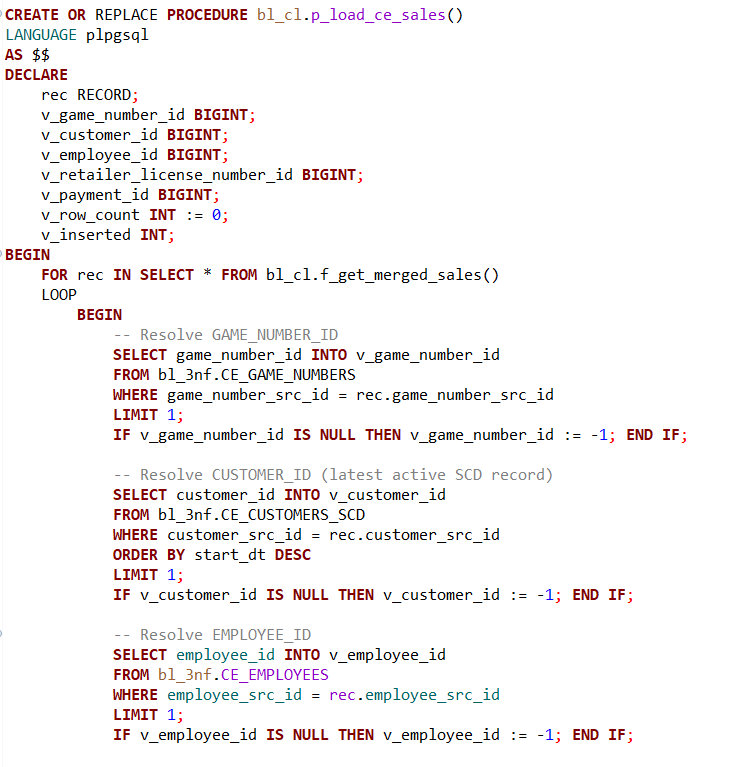 CREATE OR REPLACE PROCEDURE bl_cl.p_load_ce_sales()
LANGUAGE plpgsql
AS $$
DECLARE
    rec RECORD;
    v_game_number_id BIGINT;
    v_customer_id BIGINT;
    v_employee_id BIGINT;
    v_retailer_license_number_id BIGINT;
    v_payment_id BIGINT;
    v_row_count INT := 0;
    v_inserted INT;
BEGIN
    FOR rec IN SELECT * FROM bl_cl.f_get_merged_sales()
    LOOP
        BEGIN
            -- Resolve GAME_NUMBER_ID
            SELECT game_number_id INTO v_game_number_id
            FROM bl_3nf.CE_GAME_NUMBERS
            WHERE game_number_src_id = rec.game_number_src_id
            LIMIT 1;
            IF v_game_number_id IS NULL THEN v_game_number_id := -1; END IF;

            -- Resolve CUSTOMER_ID (latest active SCD record)
            SELECT customer_id INTO v_customer_id
            FROM bl_3nf.CE_CUSTOMERS_SCD
            WHERE customer_src_id = rec.customer_src_id
            ORDER BY start_dt DESC
            LIMIT 1;
            IF v_customer_id IS NULL THEN v_customer_id := -1; END IF;

            -- Resolve EMPLOYEE_ID
            SELECT employee_id INTO v_employee_id
            FROM bl_3nf.CE_EMPLOYEES
            WHERE employee_src_id = rec.employee_src_id
            LIMIT 1;
            IF v_employee_id IS NULL THEN v_employee_id := -1; END IF;